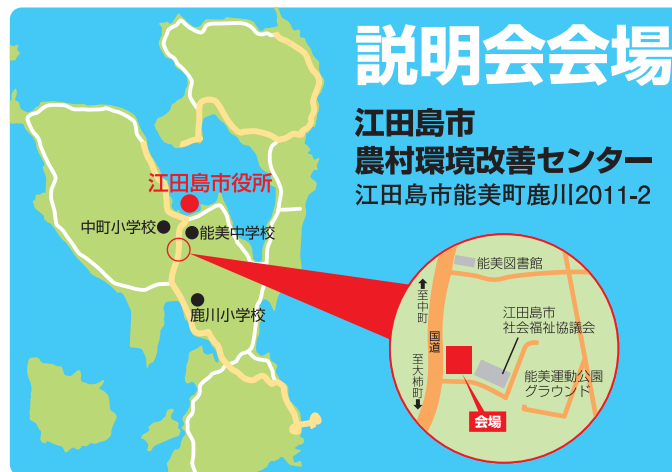 説明会会場
江田島市
農村環境改善センター
江田島市能美町鹿川2011-2
江田島市役所
中町小学校
能美中学校
鹿川小学校
能美図書館
至中町
国道
江田島市
社会福祉協議会
至大柿町
能美運動公園
グラウンド
会場